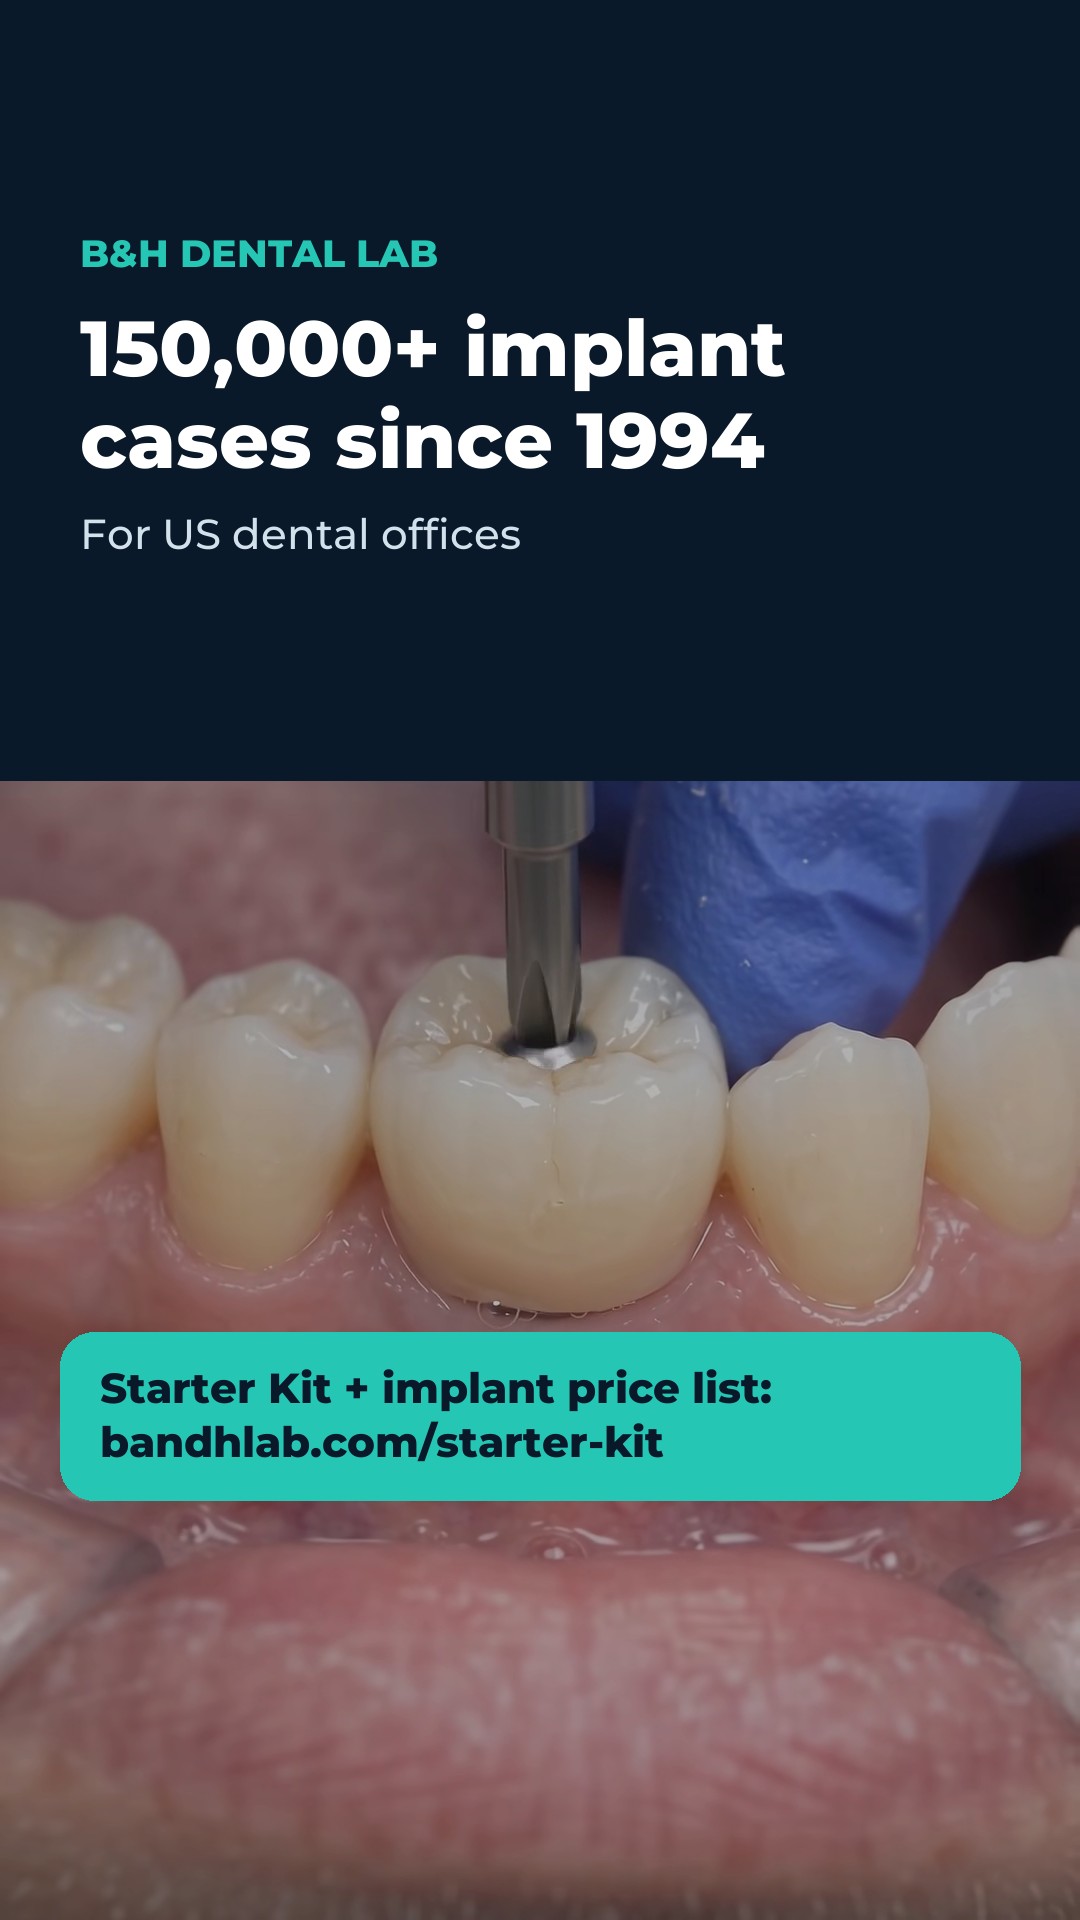 B&H DENTAL LAB
150,000+ implant
cases since 1994
For US dental offices
Starter Kit + implant price list:
bandhlab.com/starter-kit